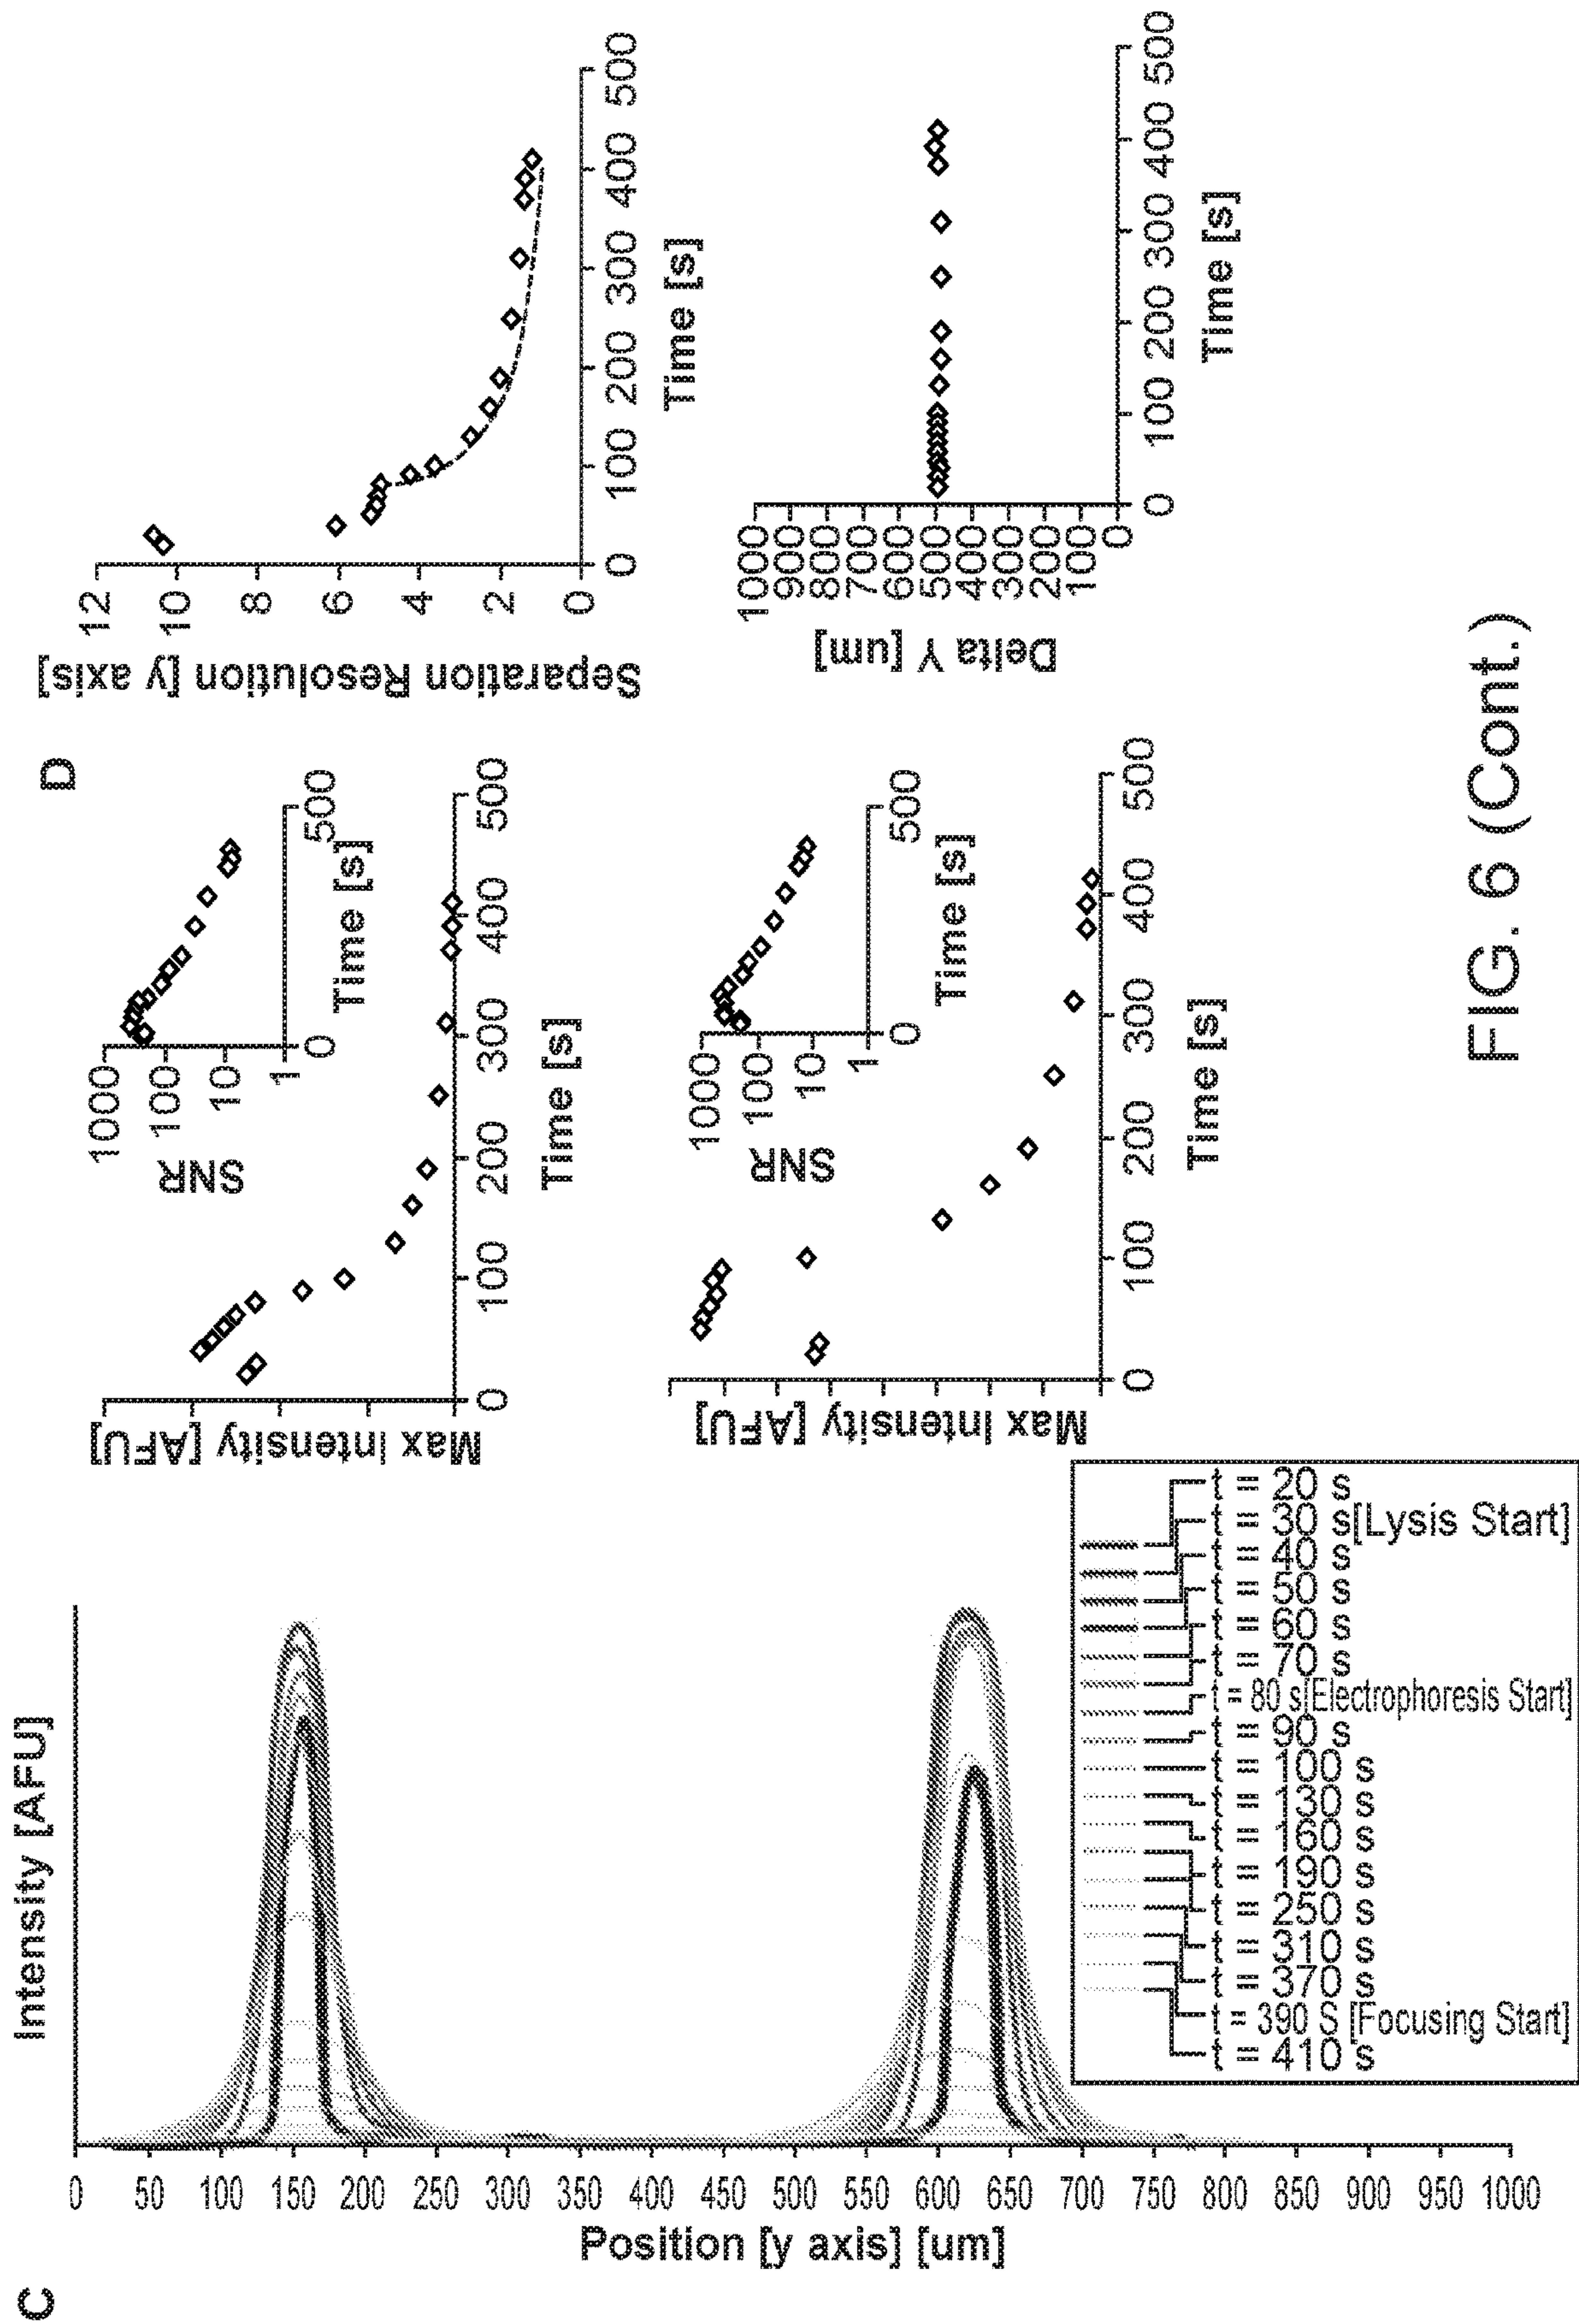 C
Intensity [AFU]
0
50
100
150
200
250
300
350
400
450
500
550
600
650
700
750
800
850
900
950
1000
Position [y axis] [um]
t = 20 s
t = 30 s[Lysis Start]
t = 40 s
t = 50 s
t = 60 s
t = 70 s
t = 80 s[Electrophoresis Start]
t = 90 s
t = 100 s
t = 130 s
t = 160 s
t = 190 s
t = 250 s
t = 310 s
t = 370 s
t = 390 S [Focusing Start]
t = 410 s
D
Max Intensity [AFU]
0 100 200 300 400 500
Time [s]
SNR
1000
100
10
1
0 500
Time [s]
Max Intensity [AFU]
0 100 200 300 400 500
Time [s]
SNR
1000
100
10
1
0 500
Time [s]
Separation Resolution [y axis]
12
10
8
6
4
2
0
0 100 200 300 400 500
Time [s]
Delta Y [um]
1000
900
800
700
600
500
400
300
200
100
0
0 100 200 300 400 500
Time [s]
FIG. 6 (Cont.)